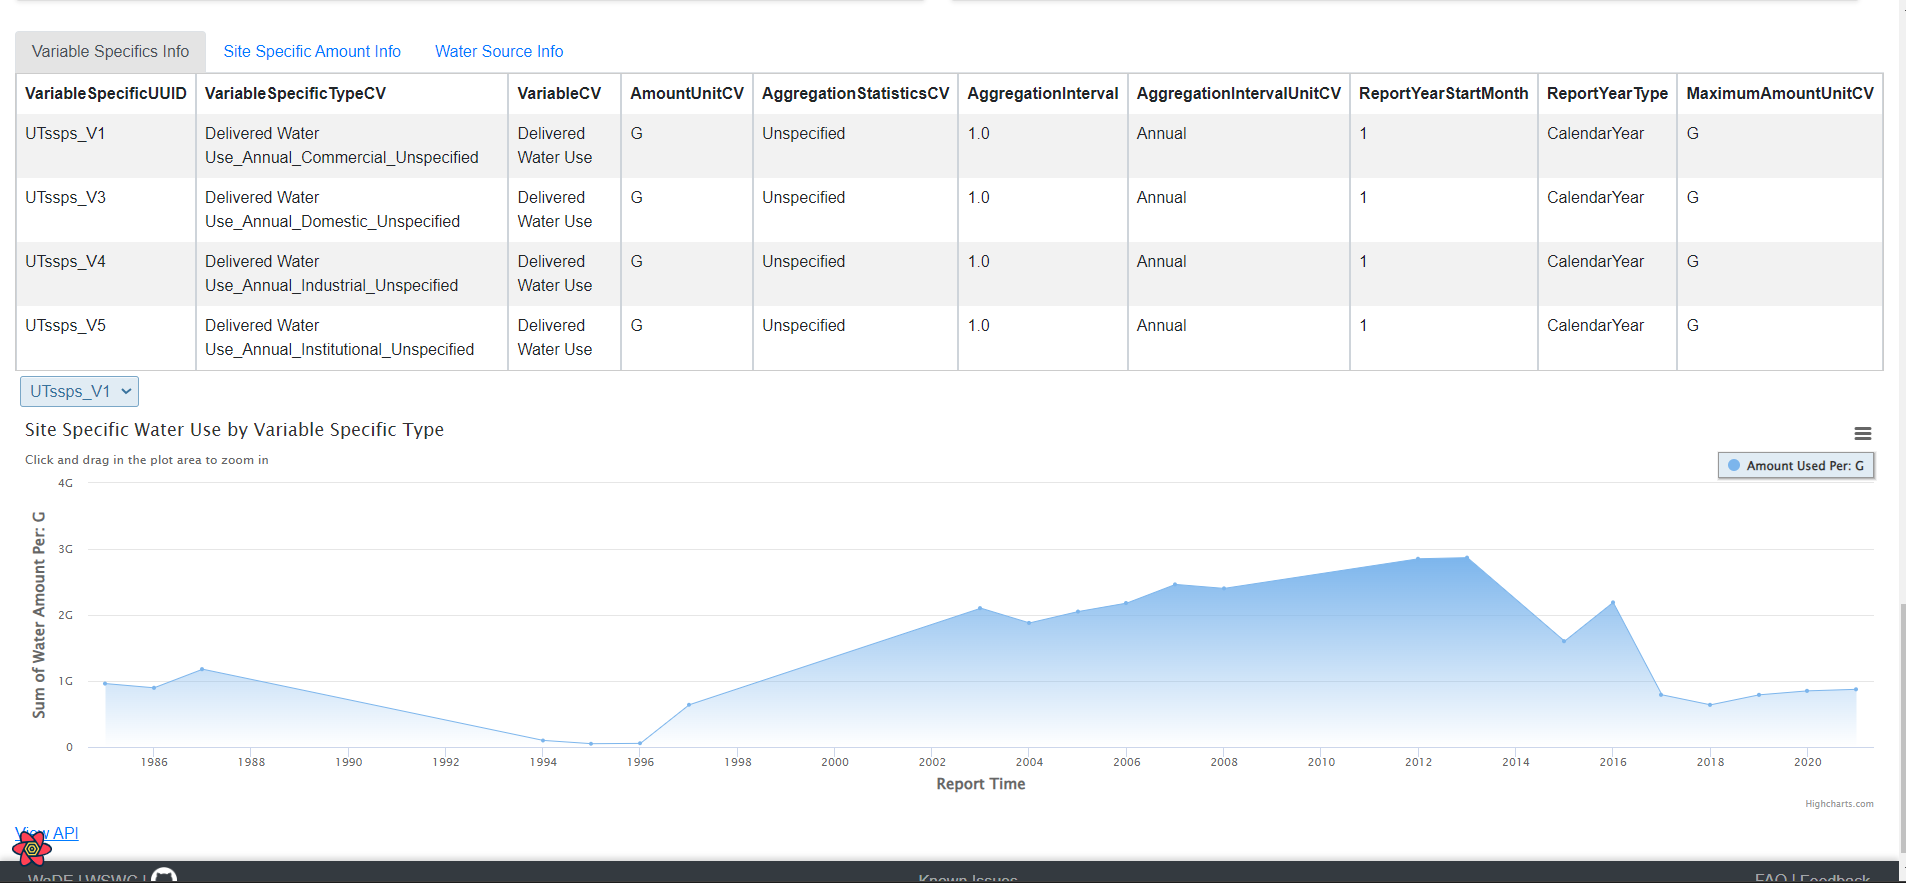 Variable Specifics Info Site Specific Amount Info Water Source Info
VariableSpecificUUID VariableSpecificTypeCV VariableCV AmountUnitCV AggregationStatisticsCV AggregationInterval AggregationIntervalUnitCV ReportYearStartMonth ReportYearType MaximumAmountUnitCV
UTssps_V1 Delivered Water Delivered G Unspecified 1.0 Annual 1 CalendarYear G
Use_Annual_Commercial_Unspecified Water Use
UTssps_V3 Delivered Water Delivered G Unspecified 1.0 Annual 1 CalendarYear G
Use_Annual_Domestic_Unspecified Water Use
UTssps_V4 Delivered Water Delivered G Unspecified 1.0 Annual 1 CalendarYear G
Use_Annual_Industrial_Unspecified Water Use
UTssps_V5 Delivered Water Delivered G Unspecified 1.0 Annual 1 CalendarYear G
Use_Annual_Institutional_Unspecified Water Use
UTssps_V1
Site Specific Water Use by Variable Specific Type
Click and drag in the plot area to zoom in
Amount Used Per: G
Sum of Water Amount Per: G
4G
3G
2G
1G
0
1986 1988 1990 1992 1994 1996 1998 2000 2002 2004 2006 2008 2010 2012 2014 2016 2018 2020
Report Time
Highcharts.com
View API
WaDE | WSWC | Known Issues FAQ | Feedback